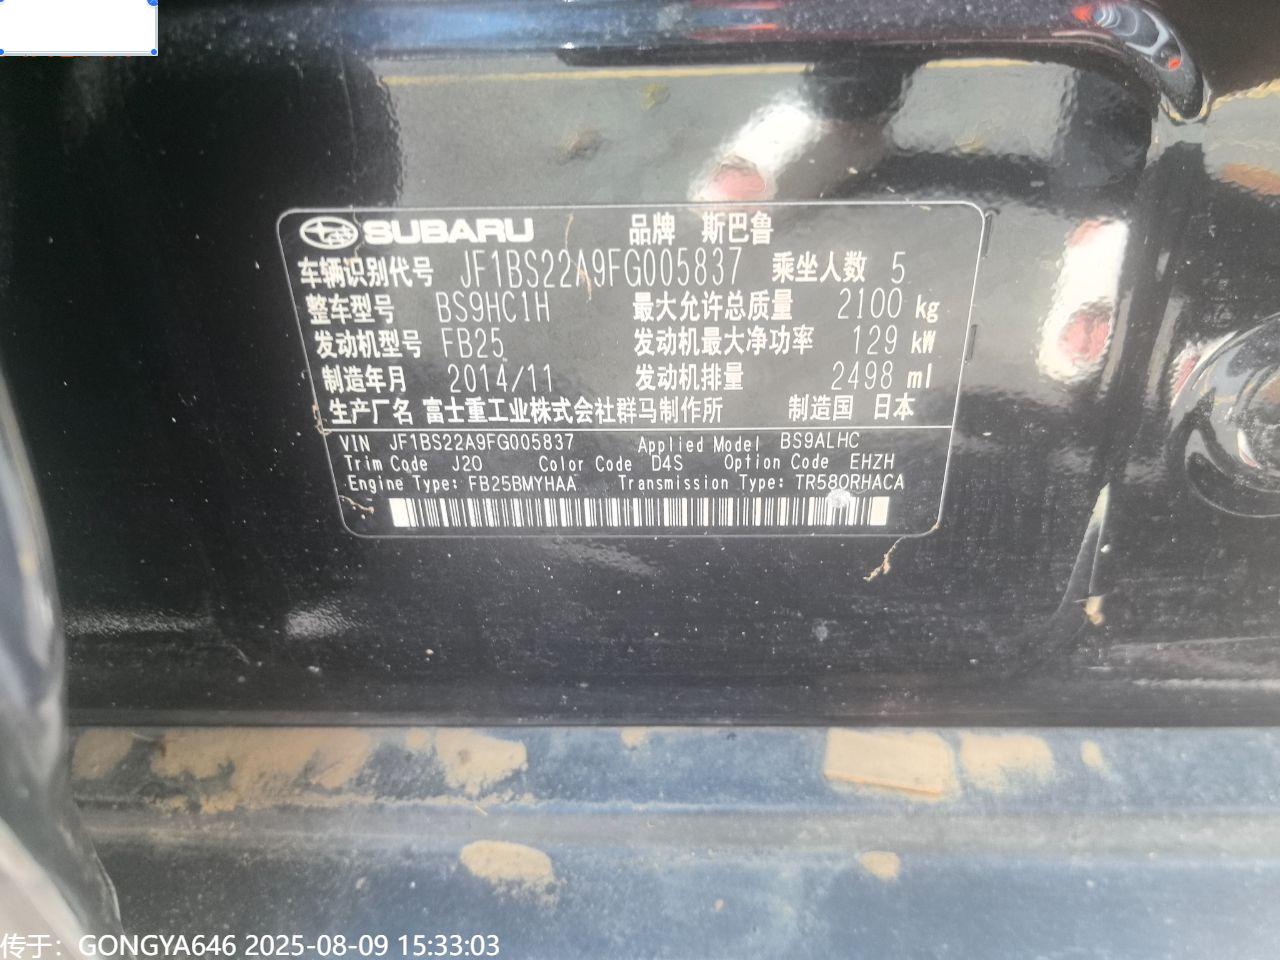 SUBARU 品牌 斯巴鲁
车辆识别代号 JF1BS22A9FG005837 乘坐人数 5
整车型号 BS9HC1H 最大允许总质量 2100 kg
发动机型号 FB25 发动机最大净功率 129 kW
制造年月 2014/11 发动机排量 2498 ml
生产厂名 富士重工业株式会社群马制作所 制造国 日本
VIN JF1BS22A9FG005837 Applied Model BS9ALHC
Trim Code J20 Color Code D4S Option Code EHZH
Engine Type: FB25BMYHAA Transmission Type: TR580RHACA
传于：GONGYA646 2025-08-09 15:33:03